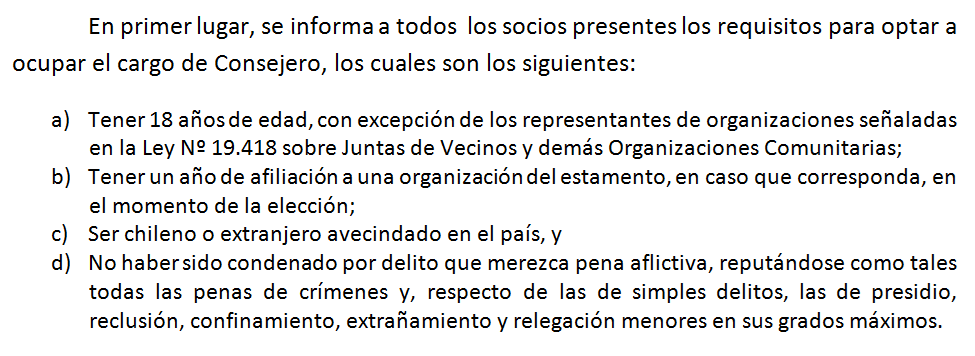 En primer lugar, se informa a todos los socios presentes los requisitos para optar a
ocupar el cargo de Consejero, los cuales son los siguientes:
a) Tener 18 años de edad, con excepción de los representantes de organizaciones señaladas
en la Ley Nº 19.418 sobre Juntas de Vecinos y demás Organizaciones Comunitarias;
b) Tener un año de afiliación a una organización del estamento, en caso que corresponda, en
el momento de la elección;
c) Ser chileno o extranjero avecindado en el país, y
d) No haber sido condenado por delito que merezca pena aflictiva, reputándose como tales
todas las penas de crímenes y, respecto de las de simples delitos, las de presidio,
reclusión, confinamiento, extrañamiento y relegación menores en sus grados máximos.